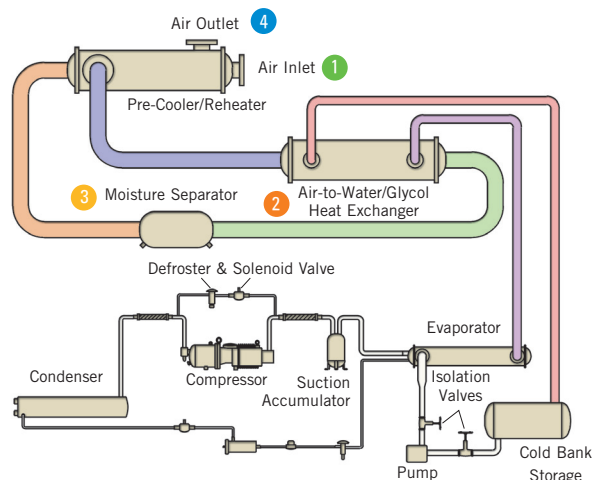 Air Outlet 4
Air Inlet 1
Pre-Cooler/Reheater
3 Moisture Separator
2 Air-to-Water/Glycol
Heat Exchanger
Defroster & Solenoid Valve
Evaporator
Condenser
Compressor
Suction
Accumulator
Isolation
Valves
Pump
Cold Bank
Storage